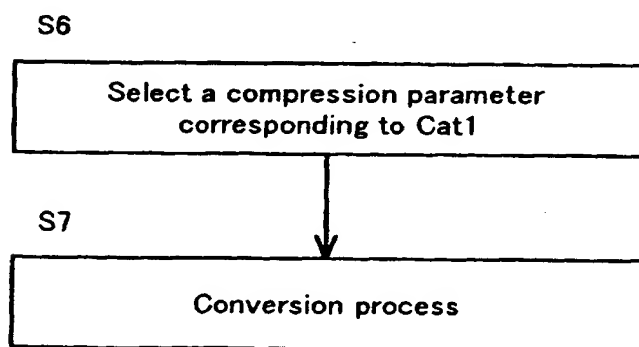 S6
Select a compression parameter
corresponding to Cat1
S7
Conversion process